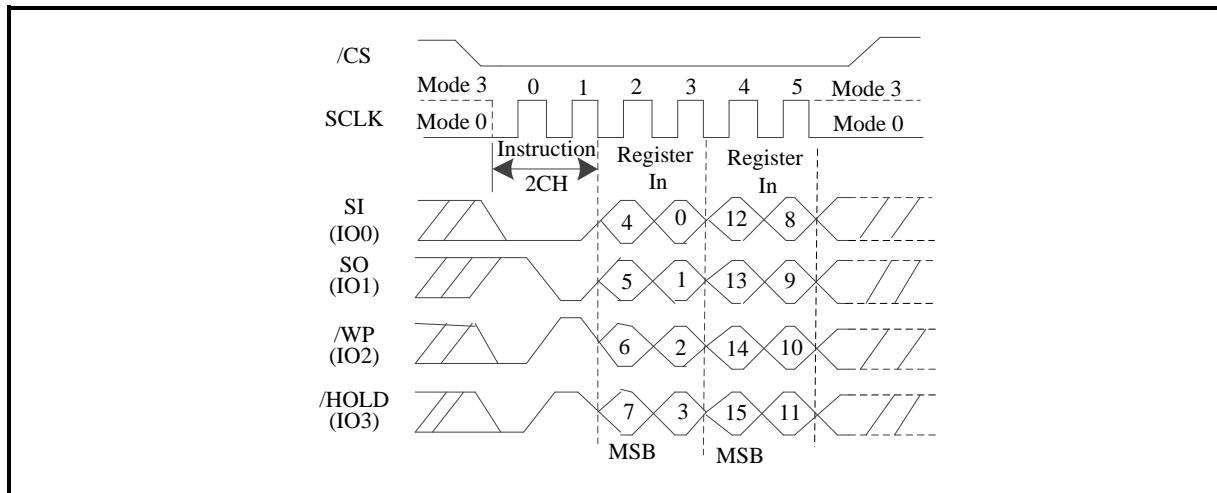 /CS
Mode 3 0 1 2 3 4 5 Mode 3
SCLK Mode 0 Mode 0
Instruction Register Register
2CH In In
SI
(IO0) 4 0 12 8
SO
(IO1) 5 1 13 9
/WP
(IO2) 6 2 14 10
/HOLD
(IO3) 7 3 15 11
MSB MSB